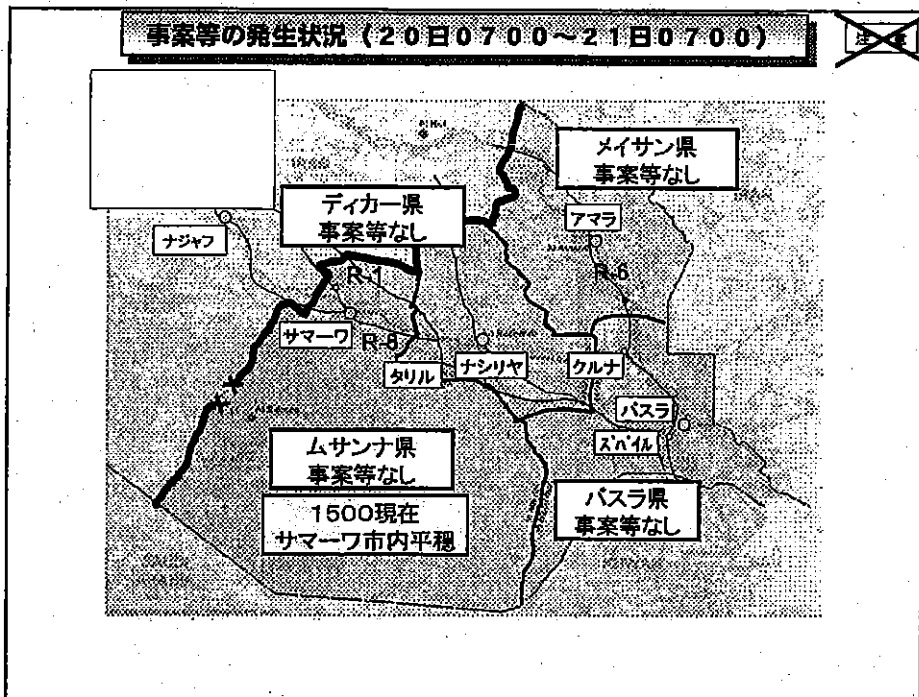 事案等の発生状況（20日0700～21日0700）
メイサン県
事案等なし
ディカー県
事案等なし
アマラ
ナジャフ
R-1
R-6
サマーワ
R-8
タリル
ナシリヤ
クルナ
バスラ
ズバイル
ムサンナ県
事案等なし
1500現在
サマーワ市内平穏
バスラ県
事案等なし